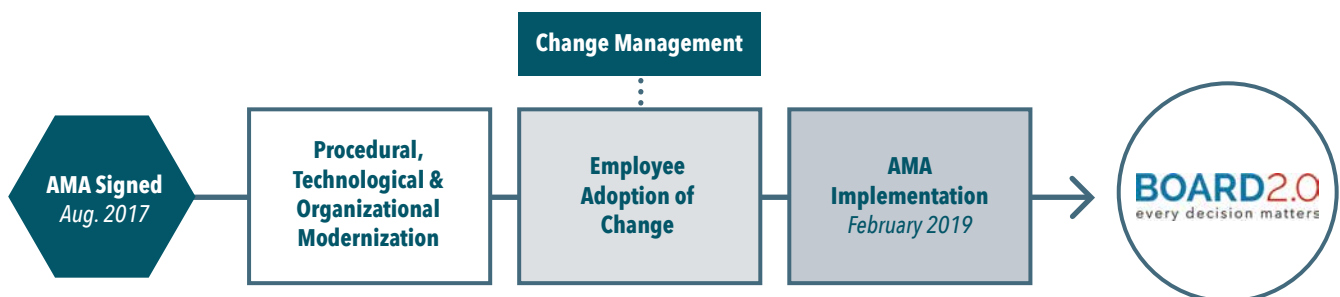 Change Management
AMA Signed
Aug. 2017
Procedural,
Technological &
Organizational
Modernization
Employee
Adoption of
Change
AMA
Implementation
February 2019
BOARD2.0
every decision matters